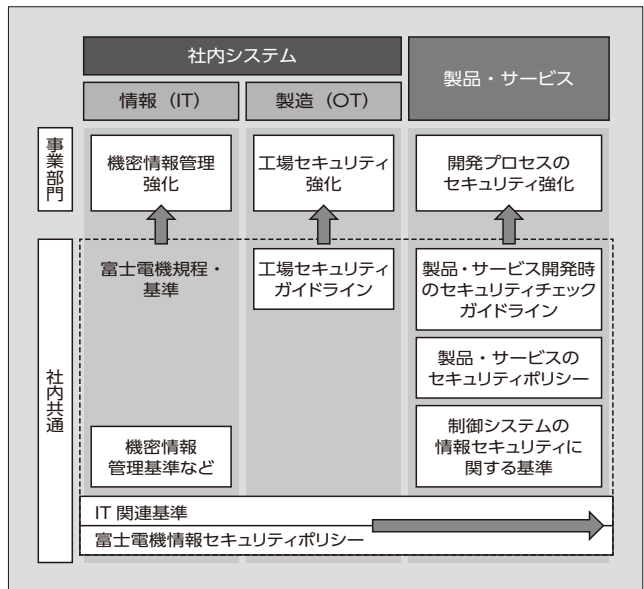 社内システム
製品・サービス
情報（IT）
製造（OT）
事業部門
機密情報管理
強化
工場セキュリティ
強化
開発プロセスの
セキュリティ強化
社内共通
富士電機規程・
基準
工場セキュリティ
ガイドライン
製品・サービス開発時
のセキュリティチェック
ガイドライン
製品・サービスの
セキュリティポリシー
機密情報
管理基準など
制御システムの
情報セキュリティに
関する基準
IT 関連基準
富士電機情報セキュリティポリシー